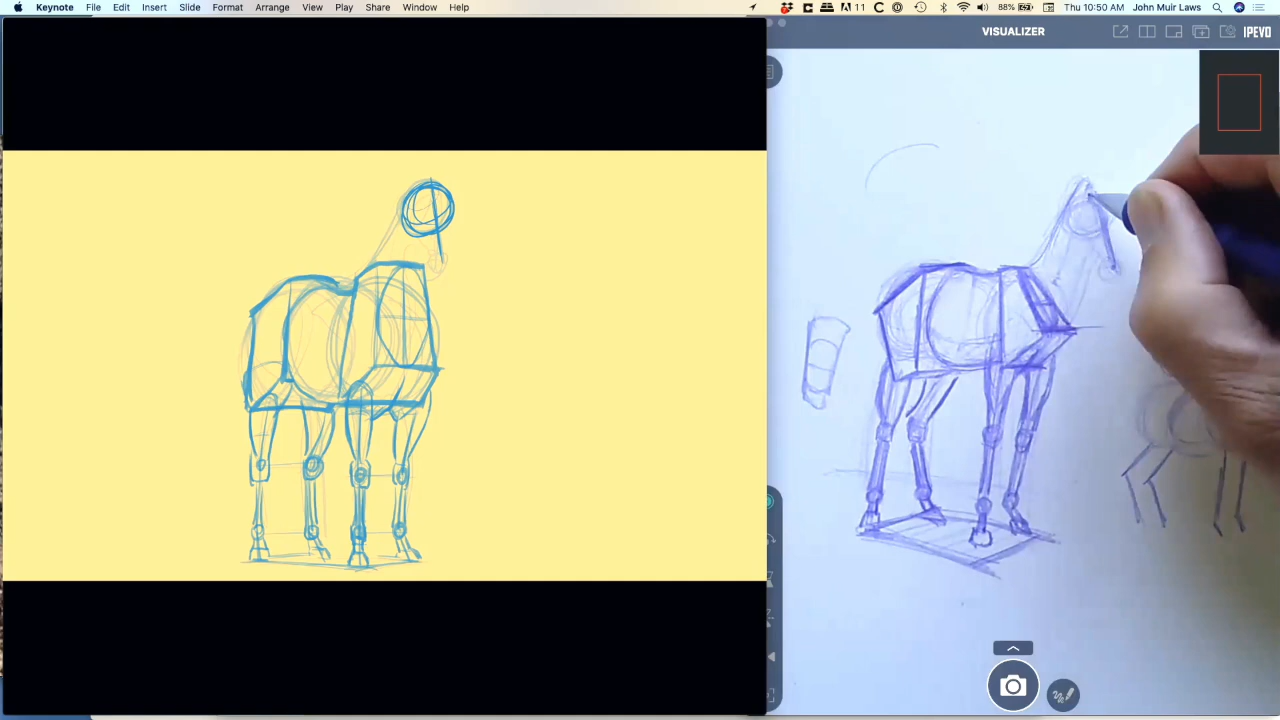 Keynote File Edit Insert Slide Format Arrange View Play Share Window Help 11 88% Thu 10:50 AM John Muir Laws
VISUALIZER
IPEVO